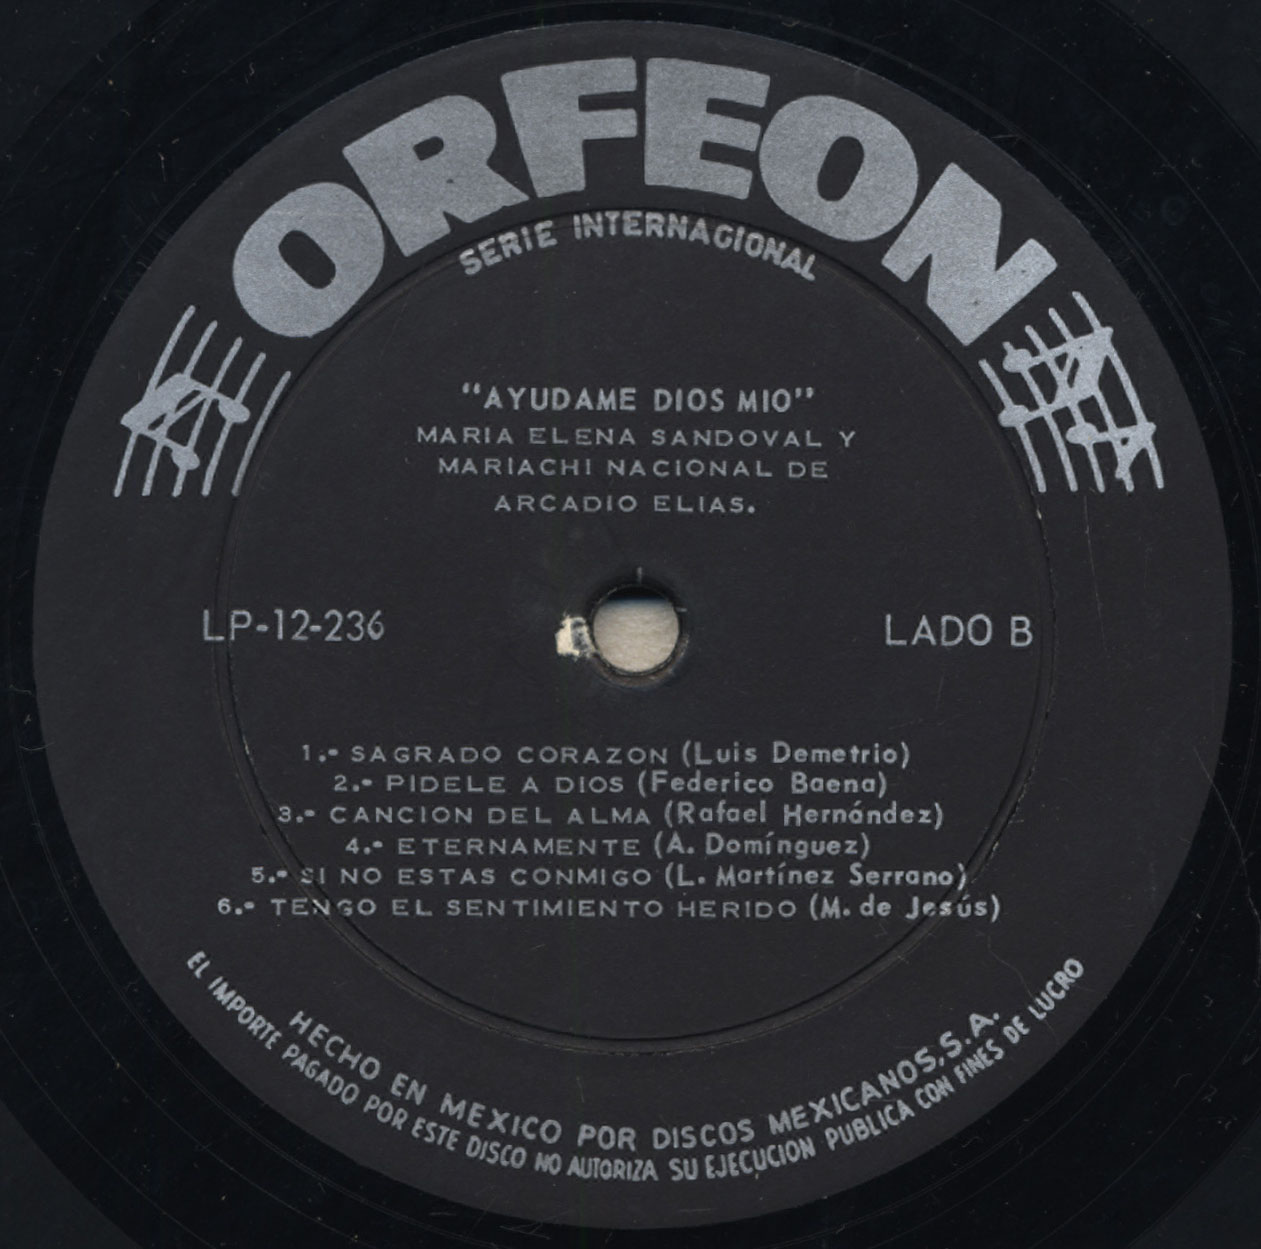 ORFEON
SERIE INTERNACIONAL
"AYUDAME DIOS MIO"
MARIA ELENA SANDOVAL Y
MARIACHI NACIONAL DE
ARCADIO ELIAS.
LP-12-236
LADO B
1.- SAGRADO CORAZON (Luis Demetrio)
2.- PIDELE A DIOS (Federico Baena)
3.- CANCION DEL ALMA (Rafael Hernández)
4.- ETERNAMENTE (A. Domínguez)
5.- SI NO ESTAS CONMIGO (L. Martínez Serrano)
6.- TENGO EL SENTIMIENTO HERIDO (M. de Jesús)
HECHO EN MEXICO POR DISCOS MEXICANOS, S.A.
EL IMPORTE PAGADO POR ESTE DISCO NO AUTORIZA SU EJECUCION PUBLICA CON FINES DE LUCRO